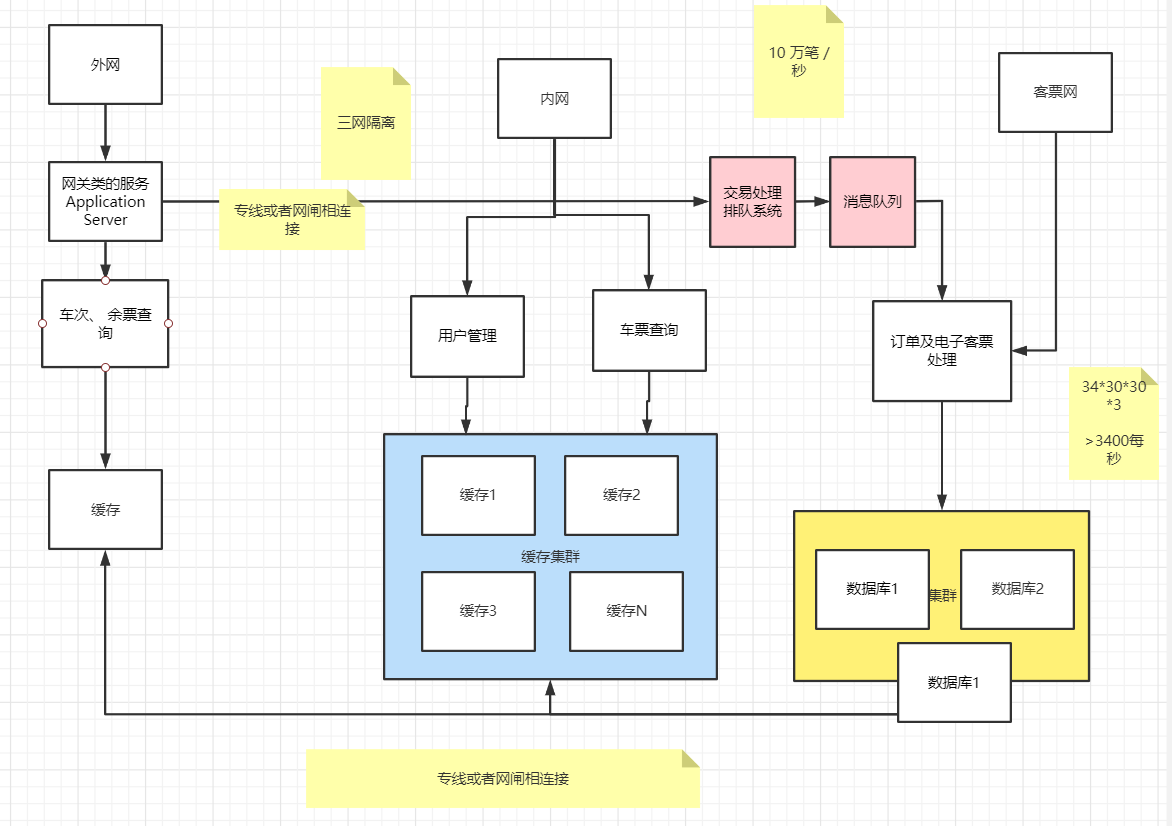 外网
10 万笔 /
秒
内网
客票网
三网隔离
网关类的服务
Application
Server
专线或者网闸相连
接
交易处理
排队系统
消息队列
车次、 余票查
询
用户管理
车票查询
订单及电子客票
处理
34*30*30
*3
>3400每
秒
缓存
缓存1
缓存2
缓存集群
缓存3
缓存N
数据库1
集群
数据库2
数据库1
专线或者网闸相连接